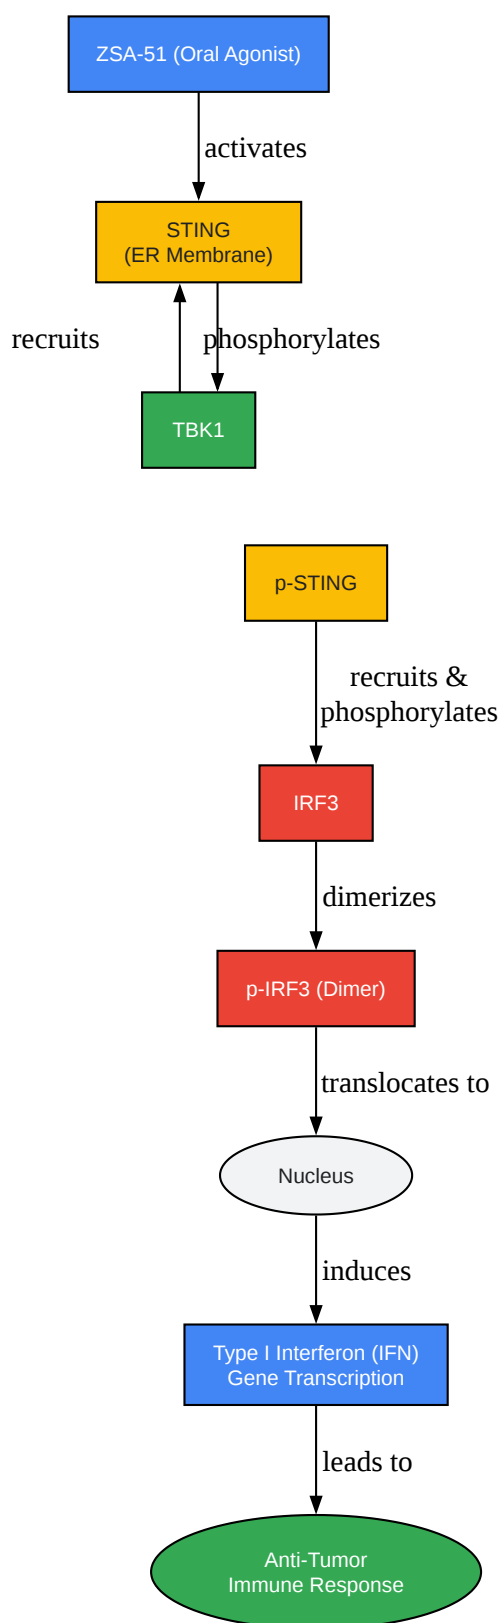 ZSA-51 (Oral Agonist)
activates
STING
(ER Membrane)
recruits
phosphorylates
TBK1
p-STING
recruits &
phosphorylates
IRF3
dimerizes
p-IRF3 (Dimer)
translocates to
Nucleus
induces
Type I Interferon (IFN)
Gene Transcription
leads to
Anti-Tumor
Immune Response